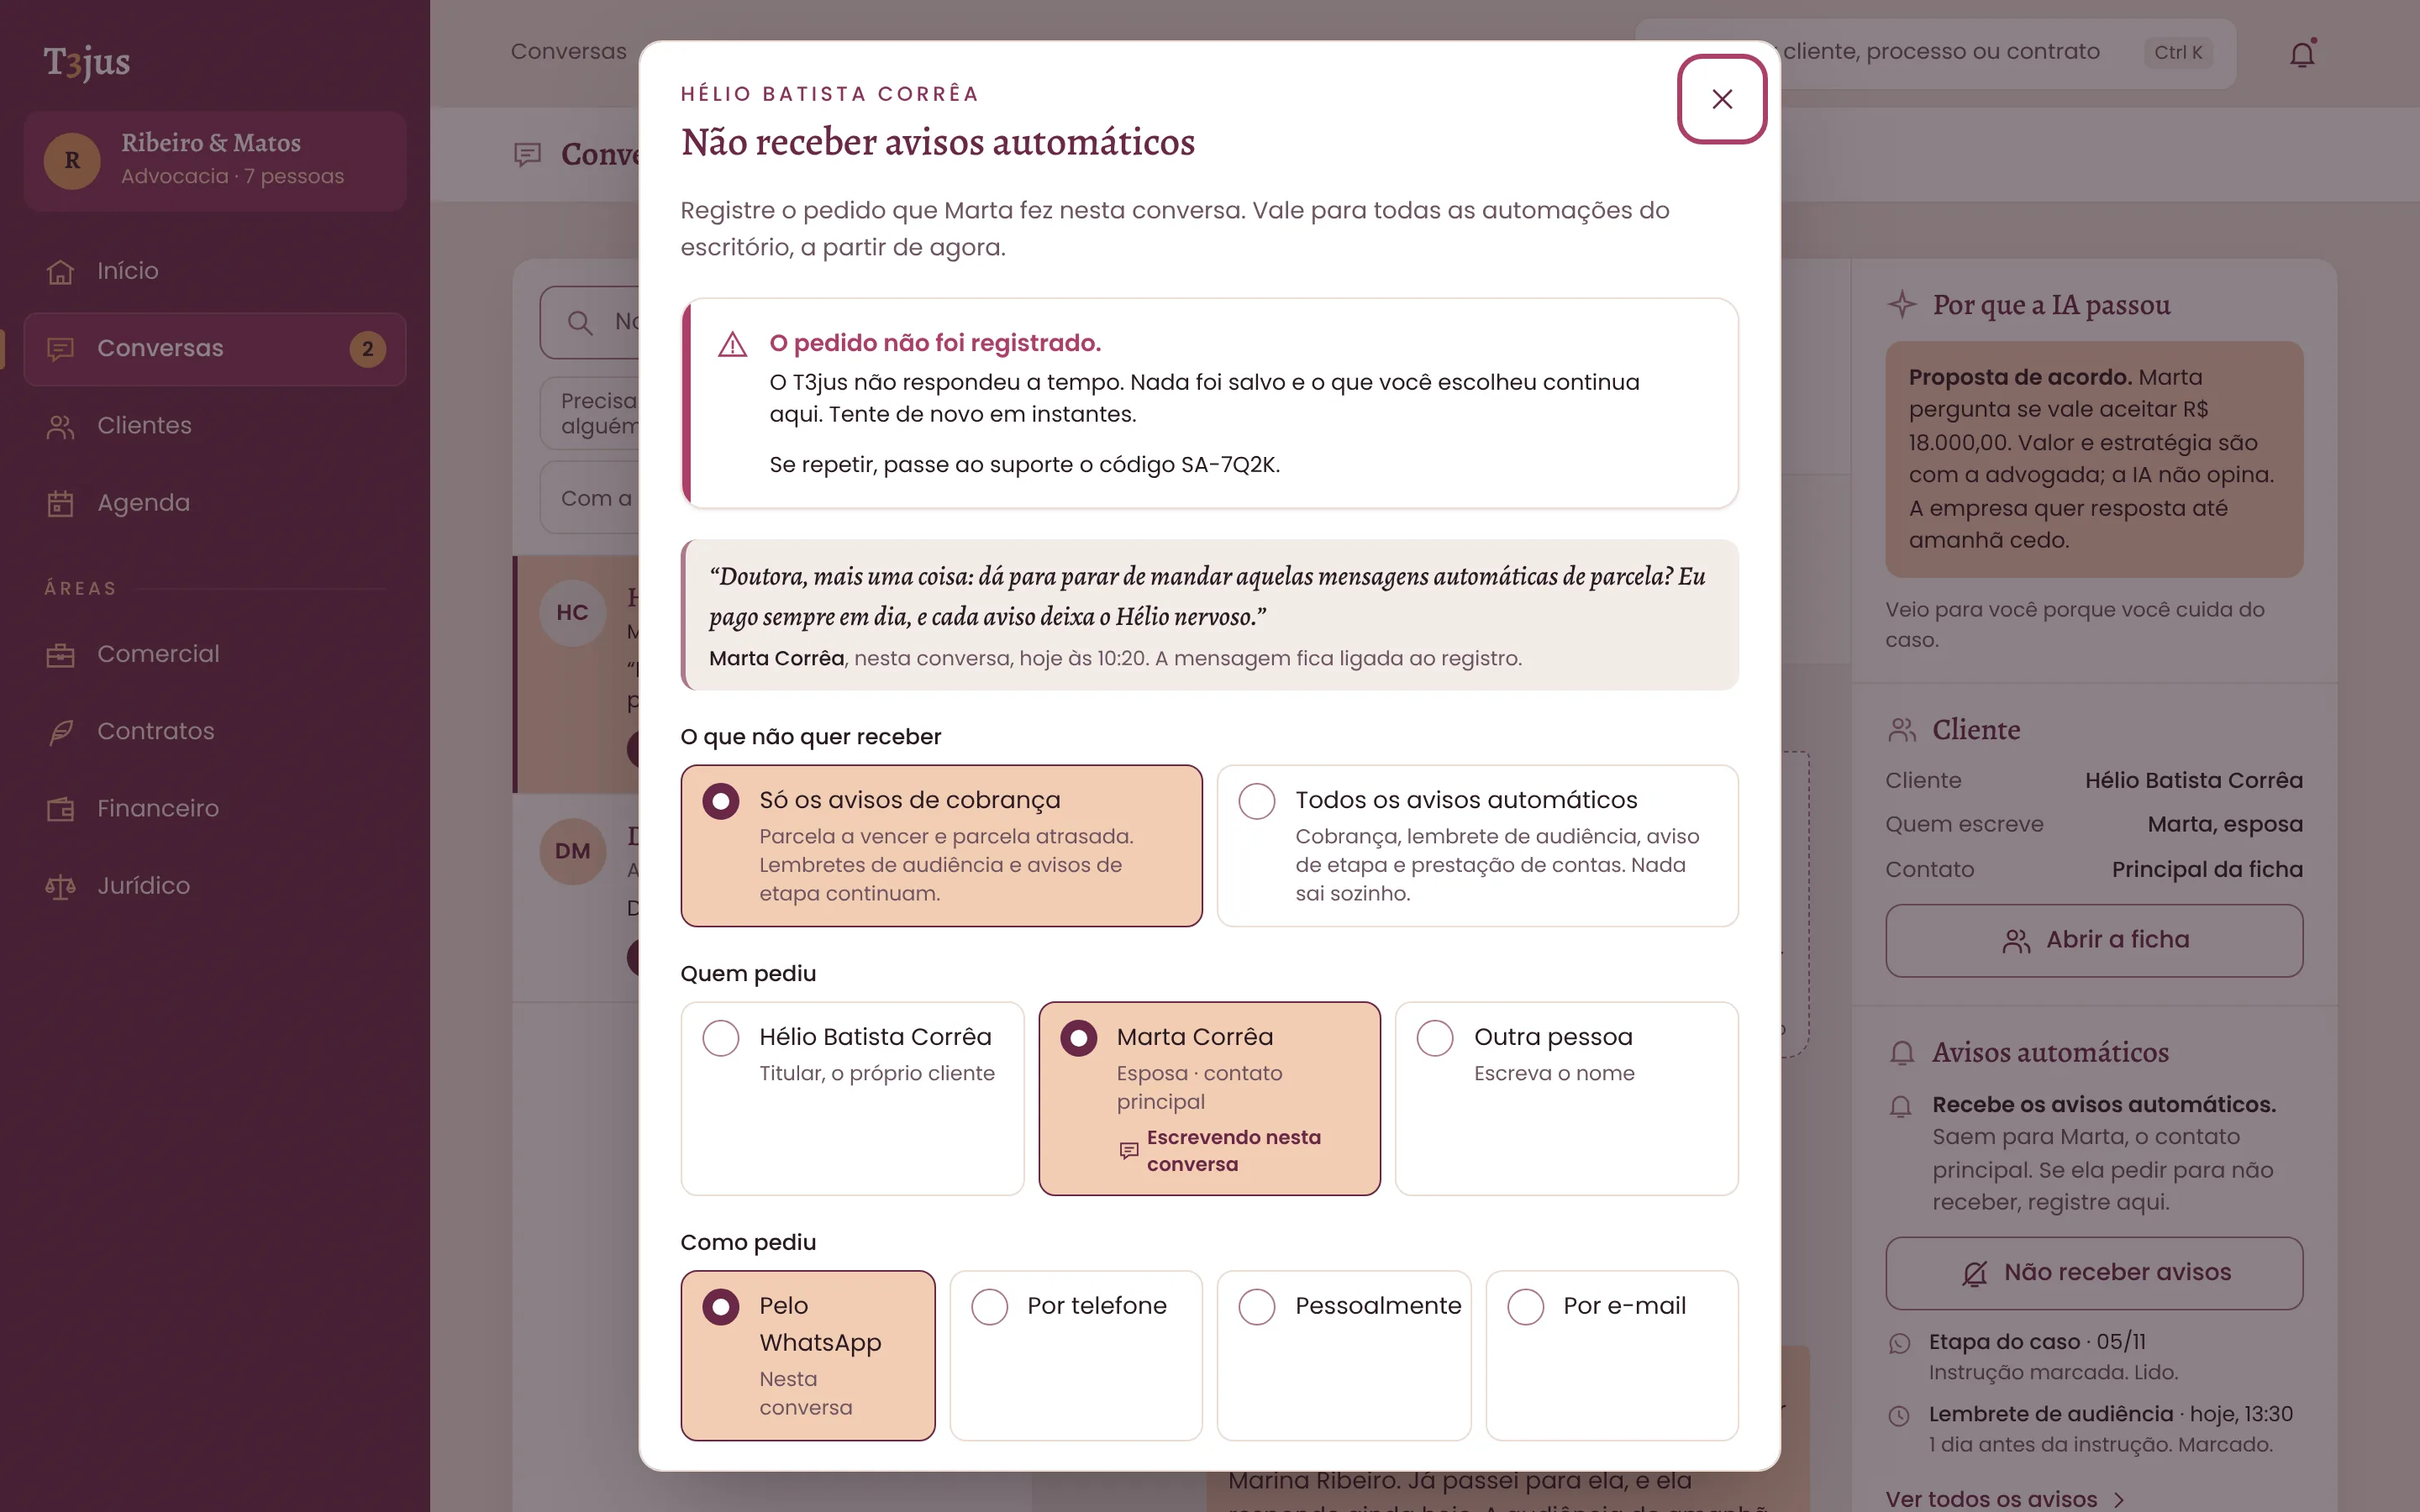 T3jus
R
Ribeiro & Matos
Advocacia · 7 pessoas
Início
Conversas
2
Clientes
Agenda
ÁREAS
Comercial
Contratos
Financeiro
Jurídico
Conversas
cliente, processo ou contrato
Ctrl K
HC
DM
HÉLIO BATISTA CORRÊA
Não receber avisos automáticos
Registre o pedido que Marta fez nesta conversa. Vale para todas as automações do
escritório, a partir de agora.
O pedido não foi registrado.
O T3jus não respondeu a tempo. Nada foi salvo e o que você escolheu continua
aqui. Tente de novo em instantes.
Se repetir, passe ao suporte o código SA-7Q2K.
“Doutora, mais uma coisa: dá para parar de mandar aquelas mensagens automáticas de parcela? Eu
pago sempre em dia, e cada aviso deixa o Hélio nervoso.”
Marta Corrêa, nesta conversa, hoje às 10:20. A mensagem fica ligada ao registro.
O que não quer receber
Só os avisos de cobrança
Parcela a vencer e parcela atrasada.
Lembretes de audiência e avisos de
etapa continuam.
Todos os avisos automáticos
Cobrança, lembrete de audiência, aviso
de etapa e prestação de contas. Nada
sai sozinho.
Quem pediu
Hélio Batista Corrêa
Titular, o próprio cliente
Marta Corrêa
Esposa · contato
principal
Escrevendo nesta
conversa
Outra pessoa
Escreva o nome
Como pediu
Pelo
WhatsApp
Nesta
conversa
Por telefone
Pessoalmente
Por e-mail
Marina Ribeiro. Já passei para ela, e ela
Por que a IA passou
Proposta de acordo. Marta
pergunta se vale aceitar R$
18.000,00. Valor e estratégia são
com a advogada; a IA não opina.
A empresa quer resposta até
amanhã cedo.
Veio para você porque você cuida do
caso.
Cliente
Cliente
Hélio Batista Corrêa
Quem escreve
Marta, esposa
Contato
Principal da ficha
Abrir a ficha
Avisos automáticos
Recebe os avisos automáticos.
Saem para Marta, o contato
principal. Se ela pedir para não
receber, registre aqui.
Não receber avisos
Etapa do caso · 05/11
Instrução marcada. Lido.
Lembrete de audiência · hoje, 13:30
1 dia antes da instrução. Marcado.
Ver todos os avisos